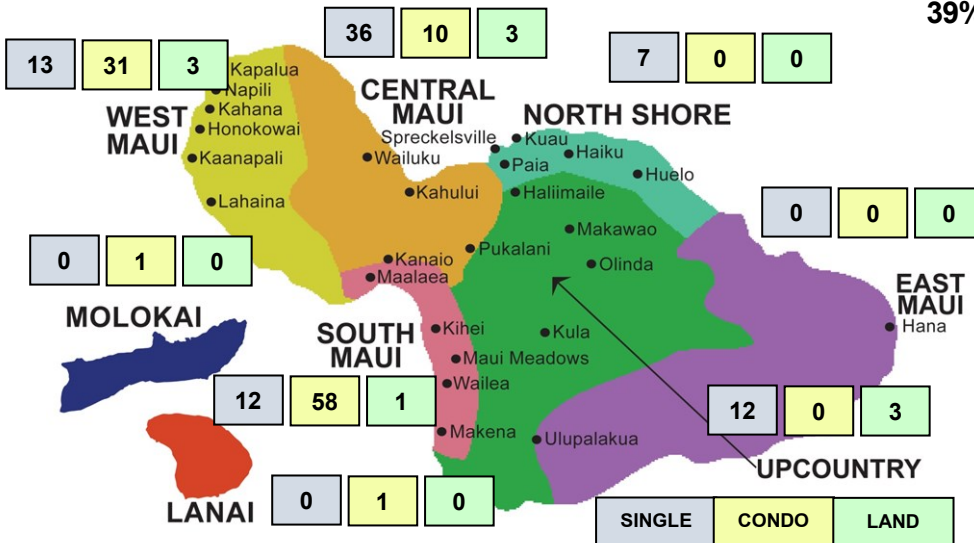 39%
36 10 3
13 31 3
7 0 0
Kapalua
Napili
Kahana
Honokowai
Kaanapali
Lahaina
WEST
MAUI
CENTRAL
MAUI
NORTH SHORE
Spreckelsville
Kuau
Wailuku
Paia
Haiku
Huelo
Kahului
Haliimaile
0 0 0
Makawao
Pukalani
Olinda
Kanaio
Maalaea
0 1 0
EAST
MAUI
Hana
MOLOKAI
SOUTH
MAUI
Kihei
Kula
Maui Meadows
Wailea
12 58 1
12 0 3
Makena
Ulupalakua
UPCOUNTRY
LANAI
0 1 0
SINGLE CONDO LAND